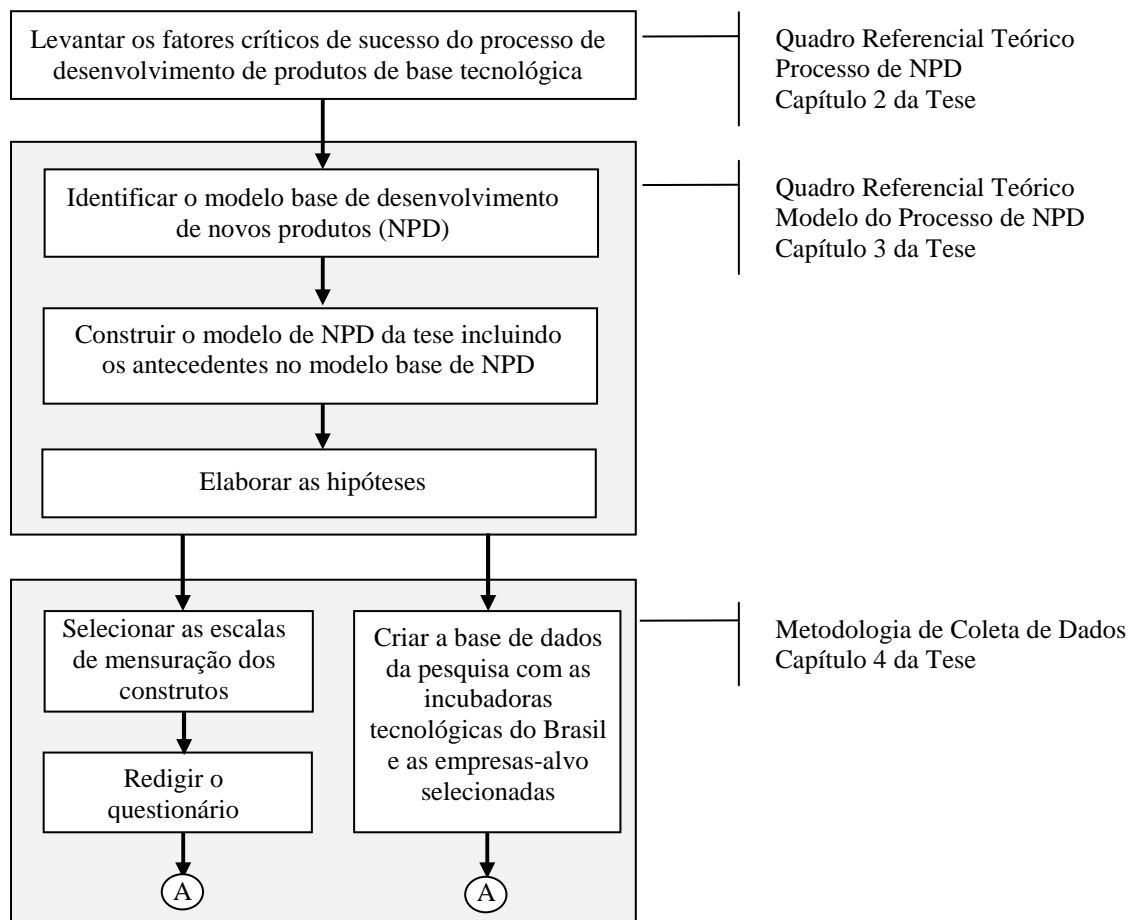 Levantar os fatores críticos de sucesso do processo de
desenvolvimento de produtos de base tecnológica
Quadro Referencial Teórico
Processo de NPD
Capítulo 2 da Tese
Identificar o modelo base de desenvolvimento
de novos produtos (NPD)
Quadro Referencial Teórico
Modelo do Processo de NPD
Capítulo 3 da Tese
Construir o modelo de NPD da tese incluindo
os antecedentes no modelo base de NPD
Elaborar as hipóteses
Selecionar as escalas
de mensuração dos
construtos
Criar a base de dados
da pesquisa com as
incubadoras
tecnológicas do Brasil
e as empresas-alvo
selecionadas
Metodologia de Coleta de Dados
Capítulo 4 da Tese
Redigir o
questionário
A
A